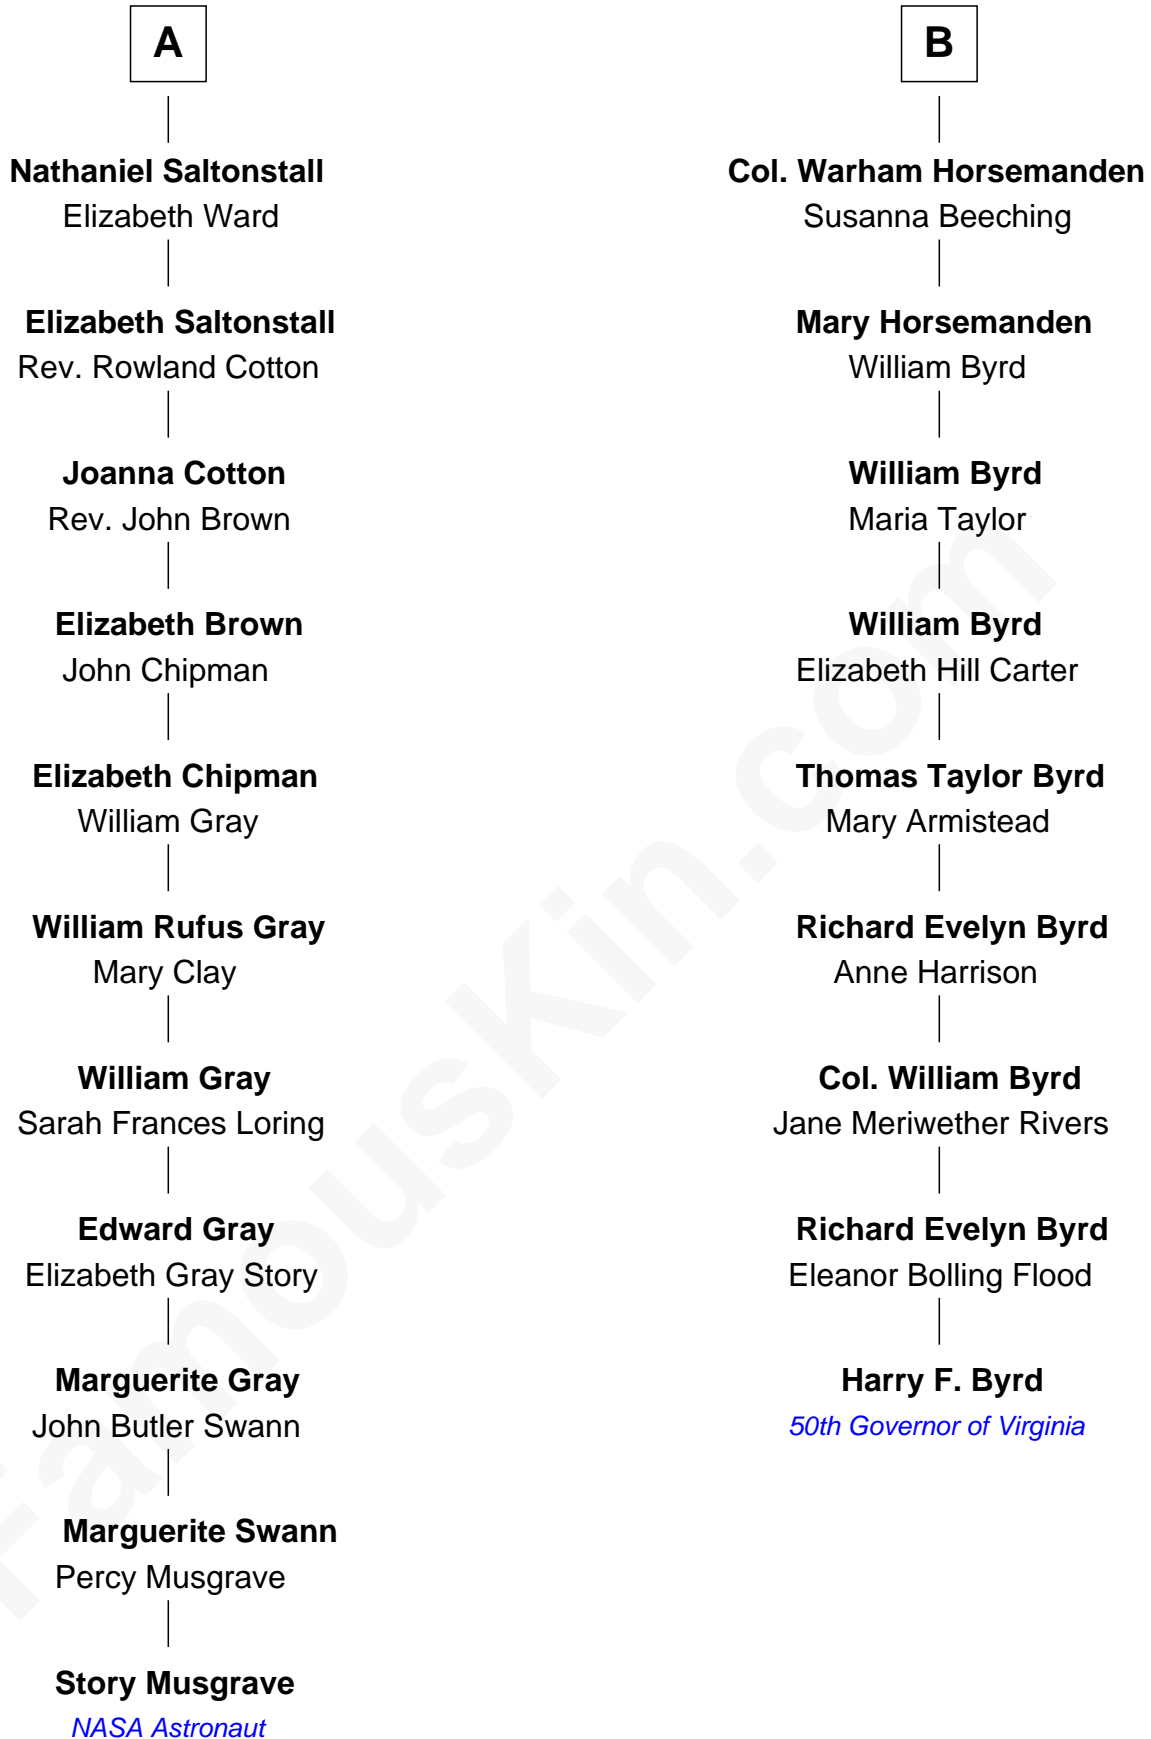 A
Nathaniel Saltonstall
Elizabeth Ward
Elizabeth Saltonstall
Rev. Rowland Cotton
Joanna Cotton
Rev. John Brown
Elizabeth Brown
John Chipman
Elizabeth Chipman
William Gray
William Rufus Gray
Mary Clay
William Gray
Sarah Frances Loring
Edward Gray
Elizabeth Gray Story
Marguerite Gray
John Butler Swann
Marguerite Swann
Percy Musgrave
Story Musgrave
NASA Astronaut
B
Col. Warham Horsemanden
Susanna Beeching
Mary Horsemanden
William Byrd
William Byrd
Maria Taylor
William Byrd
Elizabeth Hill Carter
Thomas Taylor Byrd
Mary Armistead
Richard Evelyn Byrd
Anne Harrison
Col. William Byrd
Jane Meriwether Rivers
Richard Evelyn Byrd
Eleanor Bolling Flood
Harry F. Byrd
50th Governor of Virginia
FamousKin.com